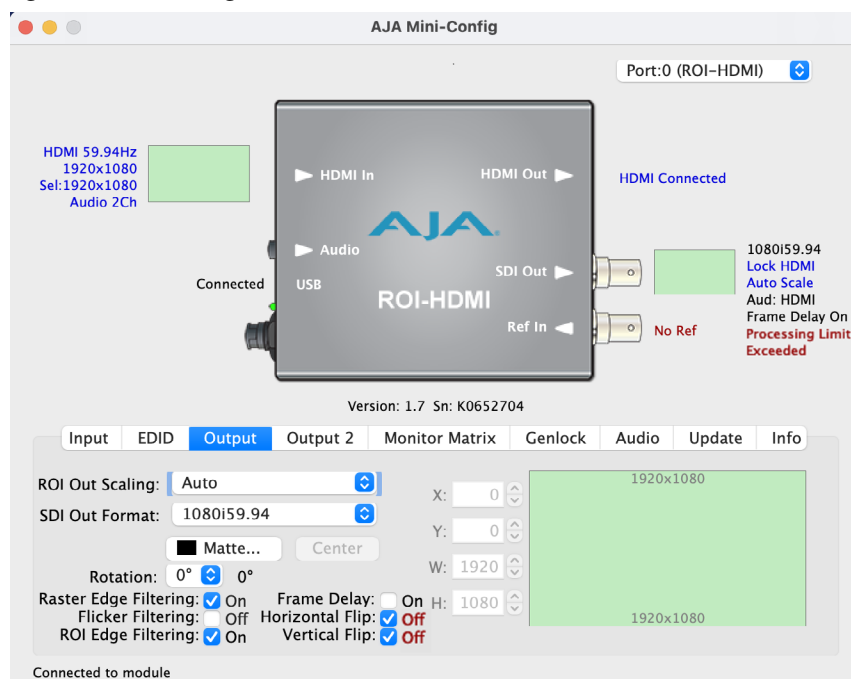 AJA Mini-Config
Port:0 (ROI-HDMI)
HDMI 59.94Hz
1920x1080
Sel:1920x1080
Audio 2Ch
HDMI In
HDMI Out
HDMI Connected
AJA
Audio
Connected
USB
SDI Out
ROI-HDMI
Ref In
No Ref
1080i59.94
Lock HDMI
Auto Scale
Aud: HDMI
Frame Delay On
Processing Limit
Exceeded
Version: 1.7 Sn: K0652704
Input EDID Output Output 2 Monitor Matrix Genlock Audio Update Info
ROI Out Scaling: Auto
SDI Out Format: 1080i59.94
Matte... Center
Rotation: 0° 0°
Raster Edge Filtering: On Frame Delay: On
Flicker Filtering: Off Horizontal Flip: Off
ROI Edge Filtering: On Vertical Flip: Off
X: 0
Y: 0
W: 1920
H: 1080
1920x1080
1920x1080
Connected to module